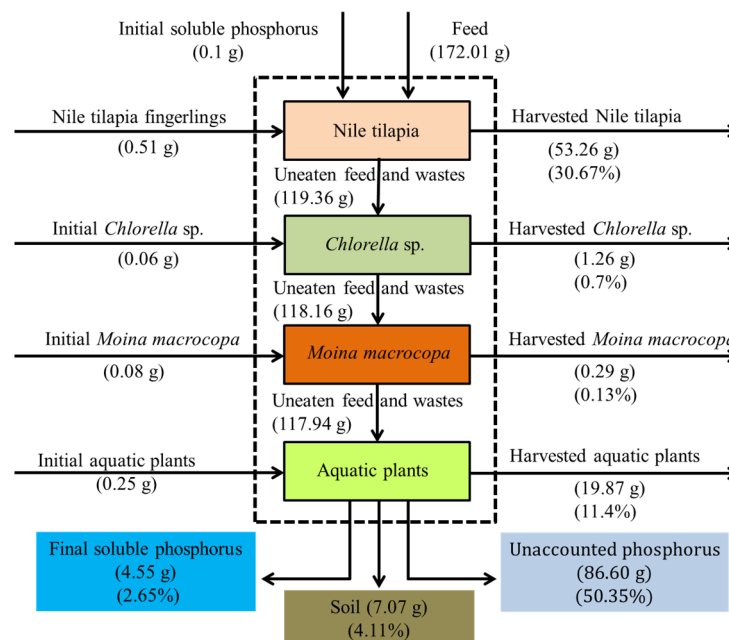 Initial soluble phosphorus
(0.1 g)
Feed
(172.01 g)
Nile tilapia fingerlings
(0.51 g)
Nile tilapia
Harvested Nile tilapia
(53.26 g)
(30.67%)
Uneaten feed and wastes
(119.36 g)
Initial Chlorella sp.
(0.06 g)
Chlorella sp.
Harvested Chlorella sp.
(1.26 g)
(0.7%)
Uneaten feed and wastes
(118.16 g)
Initial Moina macrocopa
(0.08 g)
Moina macrocopa
Harvested Moina macrocopa
(0.29 g)
(0.13%)
Uneaten feed and wastes
(117.94 g)
Initial aquatic plants
(0.25 g)
Aquatic plants
Harvested aquatic plants
(19.87 g)
(11.4%)
Final soluble phosphorus
(4.55 g)
(2.65%)
Soil (7.07 g)
(4.11%)
Unaccounted phosphorus
(86.60 g)
(50.35%)